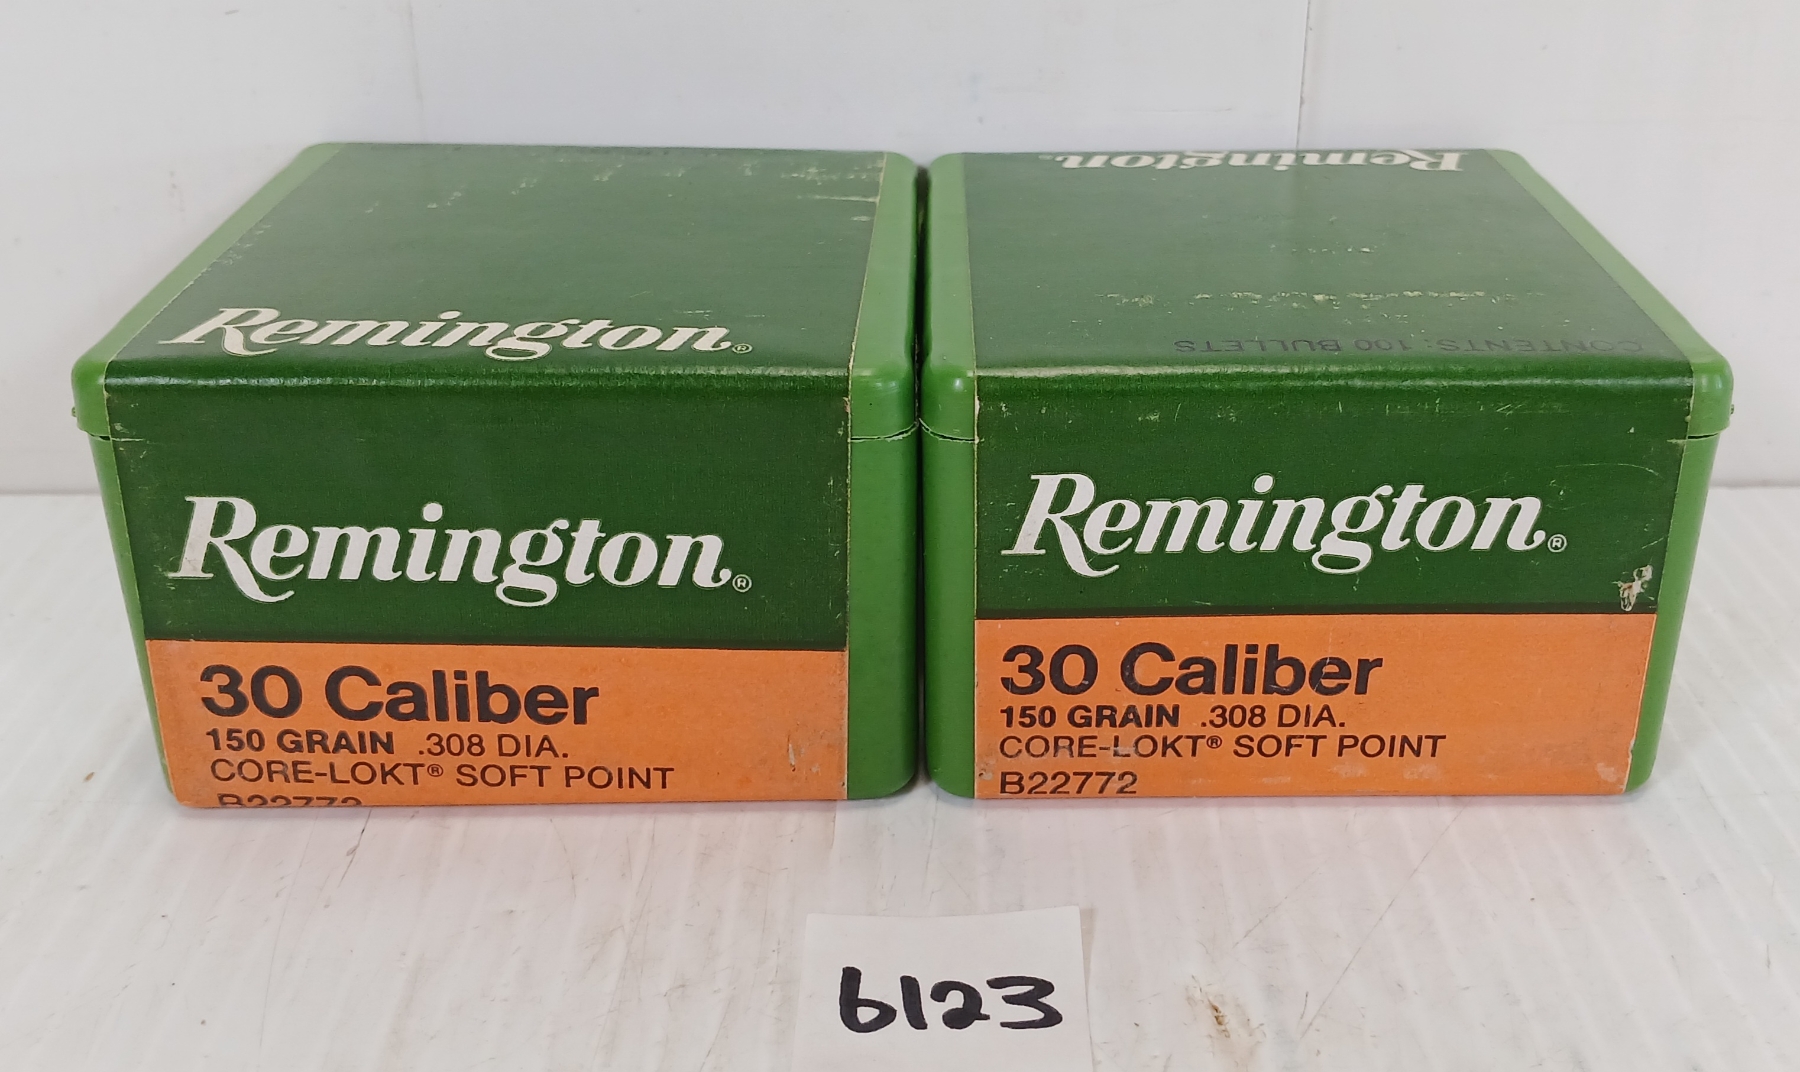 Remington®
Remington®
30 Caliber
150 GRAIN .308 DIA.
CORE-LOKT® SOFT POINT
B22772
Remington®
CONTENTS: 100 BULLETS
Remington®
30 Caliber
150 GRAIN .308 DIA.
CORE-LOKT® SOFT POINT
B22772
6123